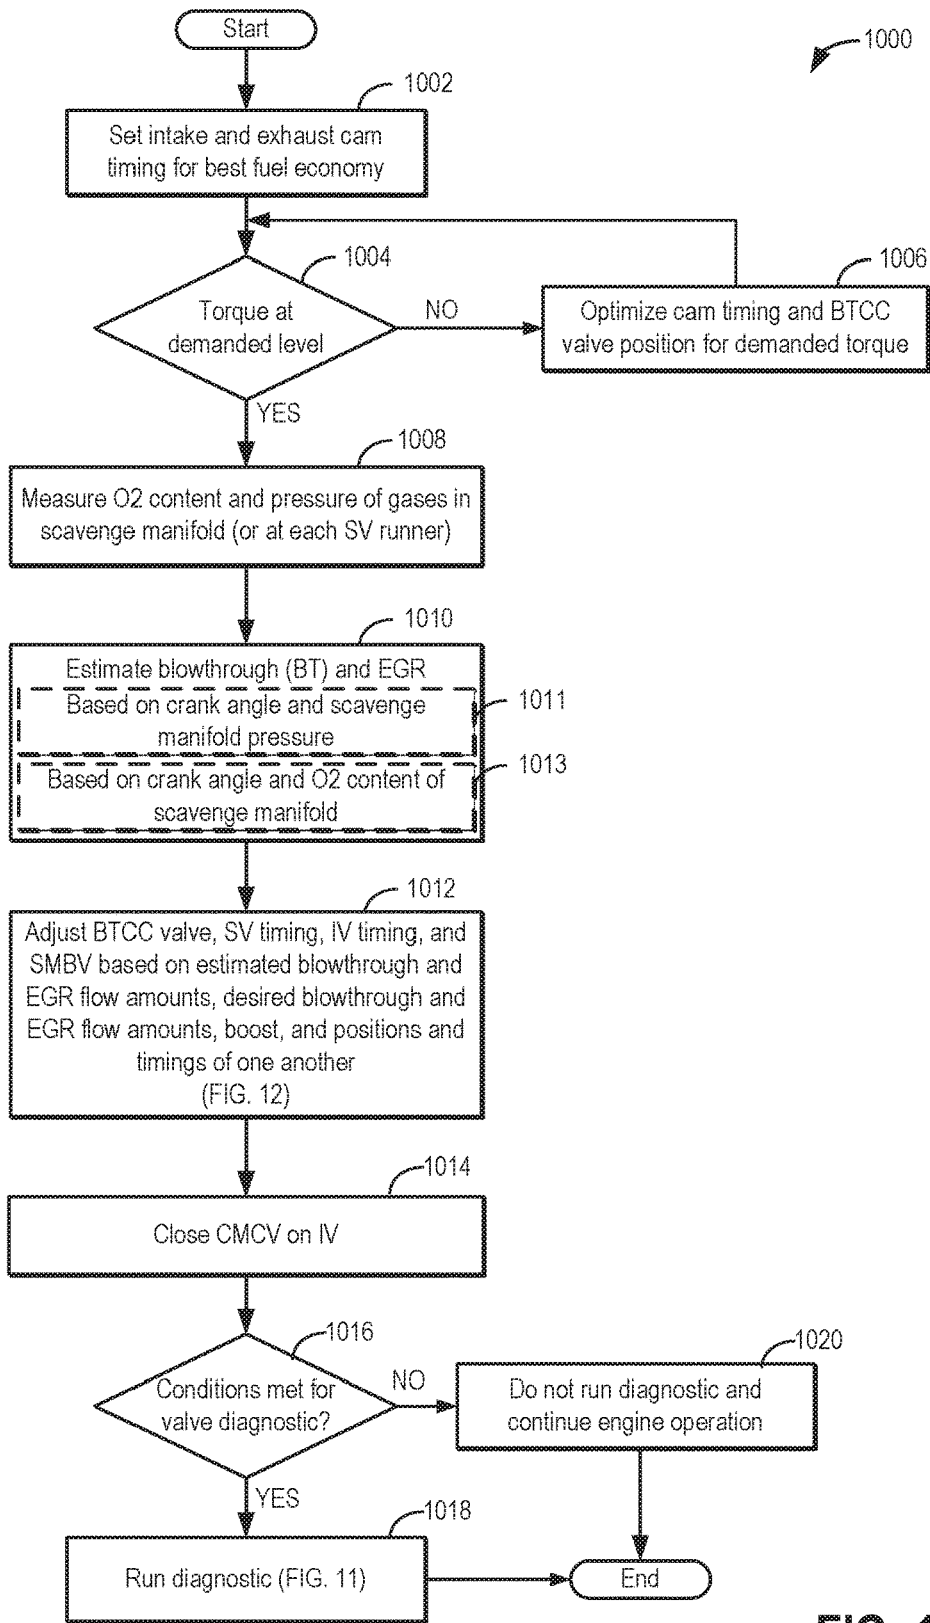 Start
1000
1002
Set intake and exhaust cam
timing for best fuel economy
1004
Torque at
demanded level
NO
1006
Optimize cam timing and BTCC
valve position for demanded torque
YES
1008
Measure O2 content and pressure of gases in
scavenge manifold (or at each SV runner)
1010
Estimate blowthrough (BT) and EGR
Based on crank angle and scavenge
manifold pressure
1011
Based on crank angle and O2 content of
scavenge manifold
1013
1012
Adjust BTCC valve, SV timing, IV timing, and
SMBV based on estimated blowthrough and
EGR flow amounts, desired blowthrough and
EGR flow amounts, boost, and positions and
timings of one another
(FIG. 12)
1014
Close CMCV on IV
1016
Conditions met for
valve diagnostic?
NO
1020
Do not run diagnostic and
continue engine operation
YES
1018
Run diagnostic (FIG. 11)
End